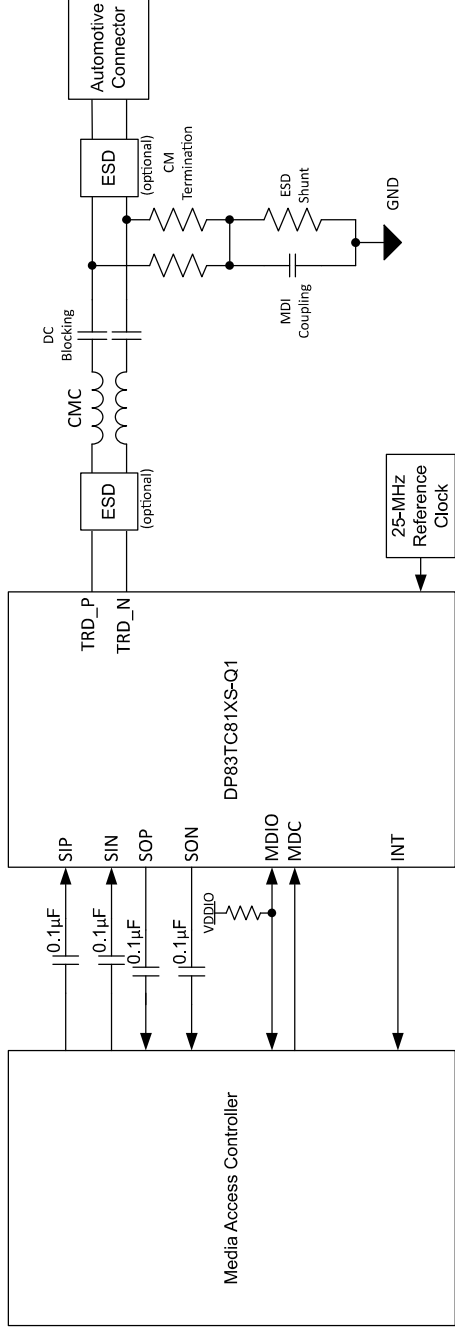 Media Access Controller
0.1µF
0.1µF
0.1µF
0.1µF
VDDIO
SIP
SIN
SOP
SON
MDIO
MDC
INT
DP83TC81XS-Q1
TRD_P
TRD_N
25-MHz
Reference
Clock
ESD
(optional)
CMC
DC
Blocking
MDI
Coupling
CM
Termination
ESD
Shunt
GND
ESD
(optional)
Automotive
Connector